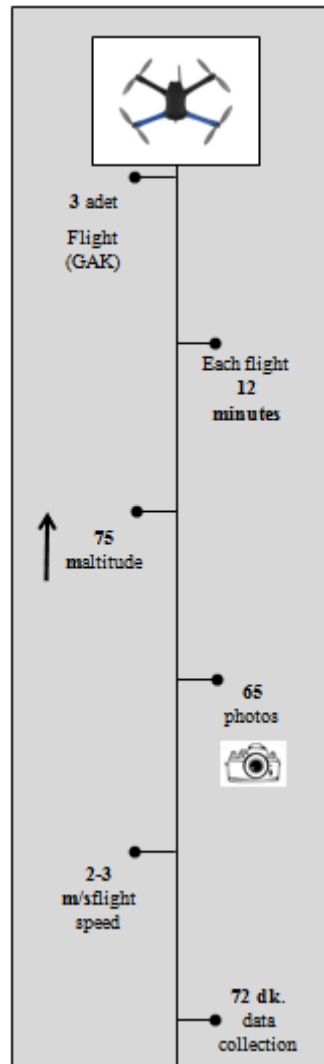 3 adet
Flight
(GAK)
Each flight
12
minutes
75
maltitude
65
photos
2-3
m/sflight
speed
72 dk.
data
collection